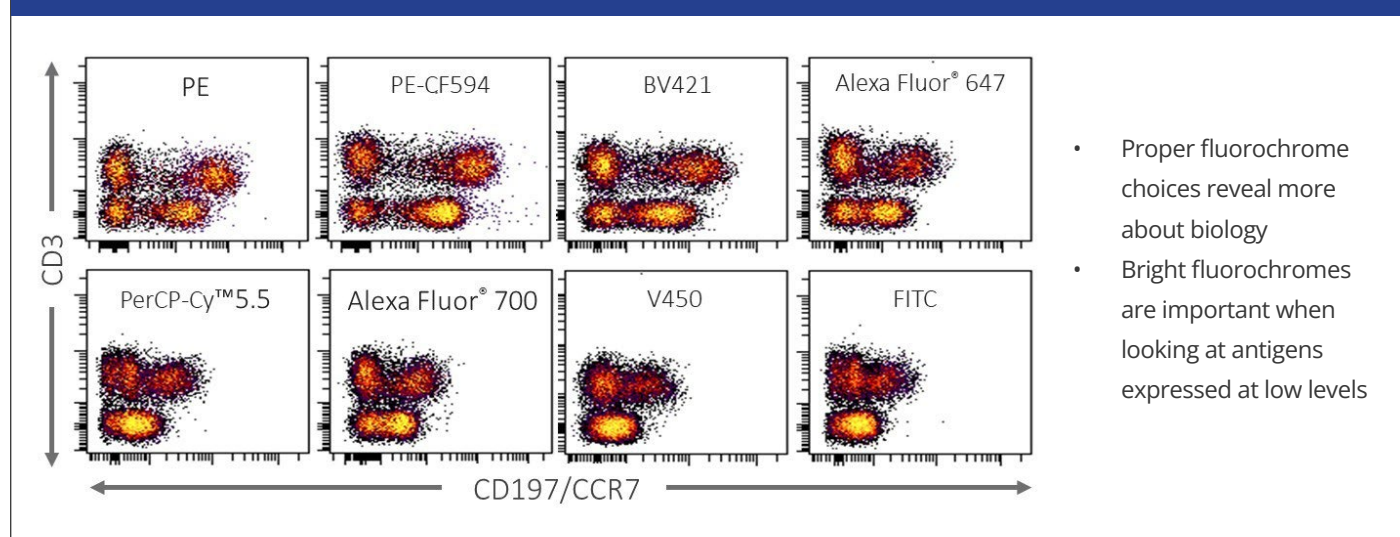 PE
PE-CF594
BV421
Alexa Fluor® 647
PerCP-Cy™5.5
Alexa Fluor® 700
V450
FITC
CD3
CD197/CCR7
• Proper fluorochrome
choices reveal more
about biology
• Bright fluorochromes
are important when
looking at antigens
expressed at low levels